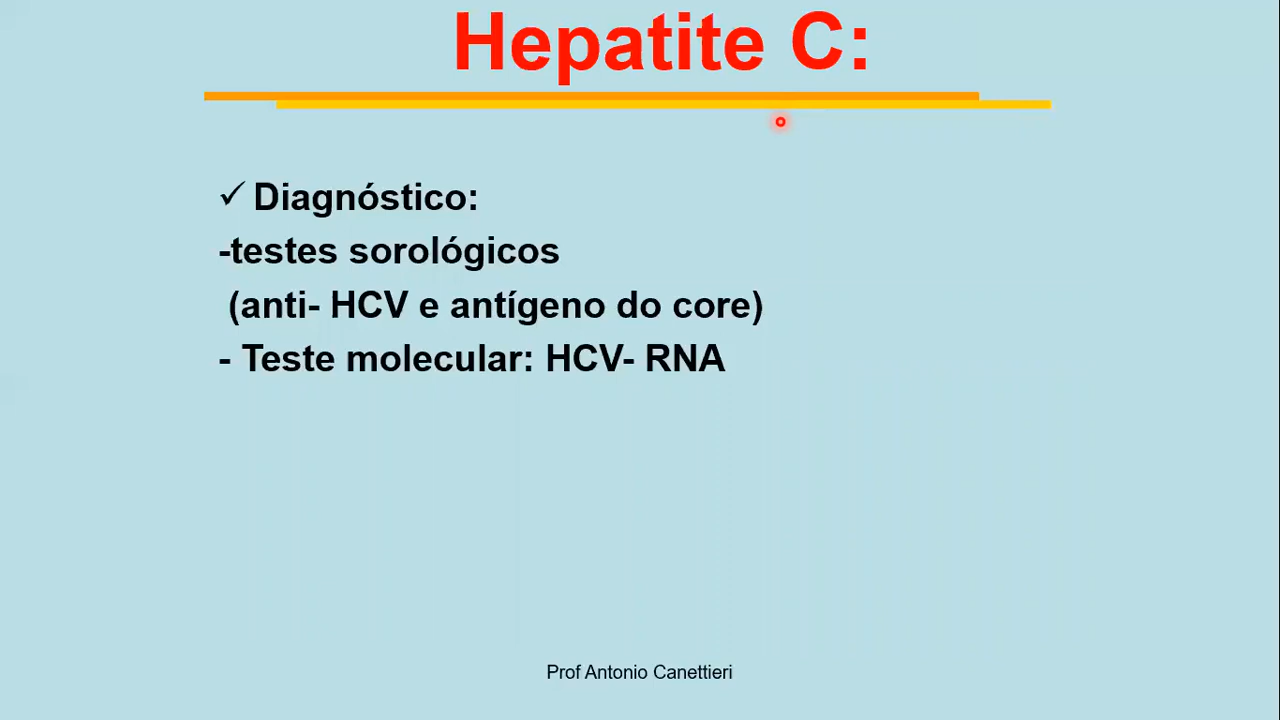 Hepatite C:
✓ Diagnóstico:
-testes sorológicos
(anti- HCV e antígeno do core)
- Teste molecular: HCV- RNA
Prof Antonio Canettieri